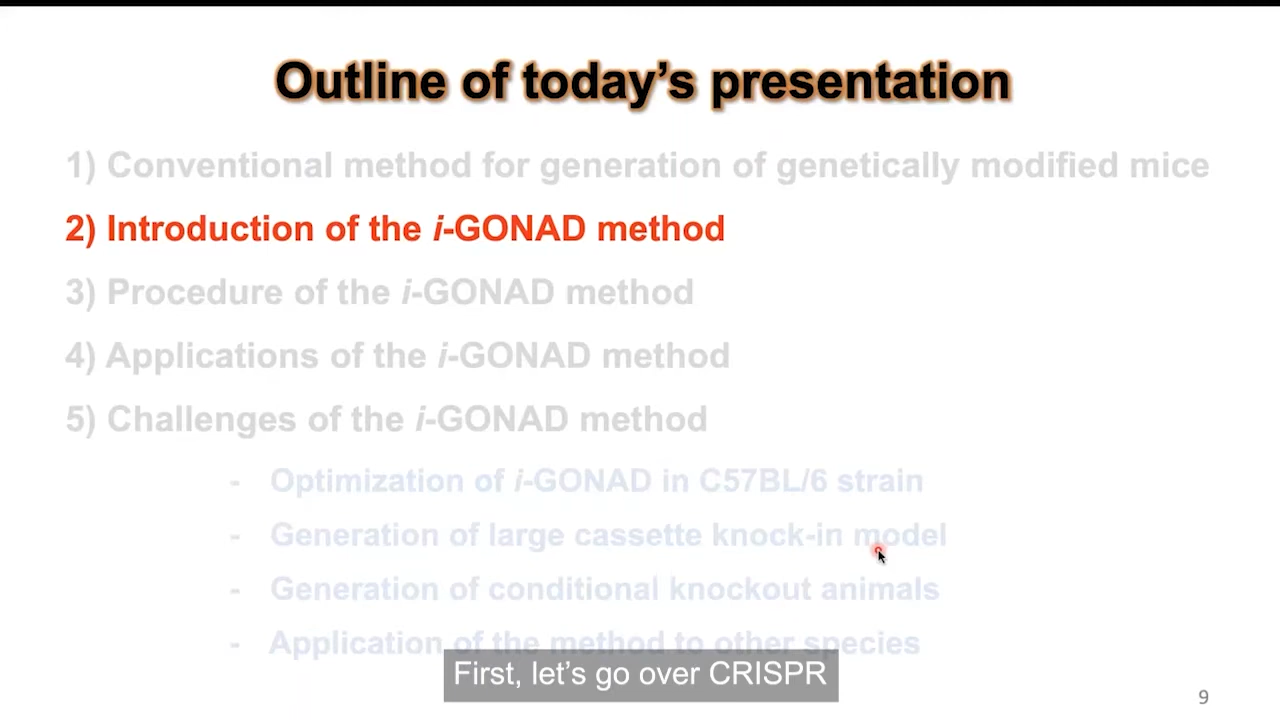 Outline of today's presentation
1) Conventional method for generation of genetically modified mice
2) Introduction of the i-GONAD method
3) Procedure of the i-GONAD method
4) Applications of the i-GONAD method
5) Challenges of the i-GONAD method
- Optimization of i-GONAD in C57BL/6 strain
- Generation of large cassette knock-in model
- Generation of conditional knockout animals
- Application of the method to other species
First, let's go over CRISPR
9